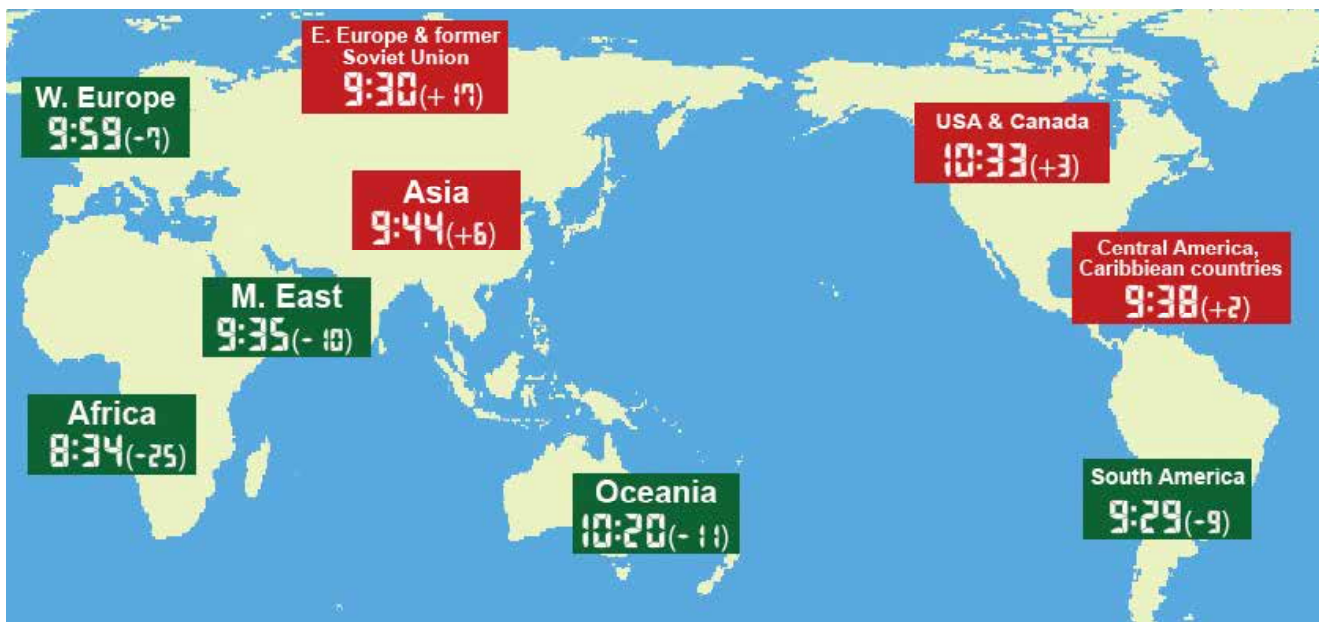 E. Europe & former
Soviet Union
9:30(+ 17)
W. Europe
9:59(-7)
USA & Canada
10:33(+3)
Asia
9:44(+6)
Central America,
Caribbiean countries
9:38(+2)
M. East
9:35(- 10)
Africa
8:34(-25)
South America
9:29(-9)
Oceania
10:20(- 11)